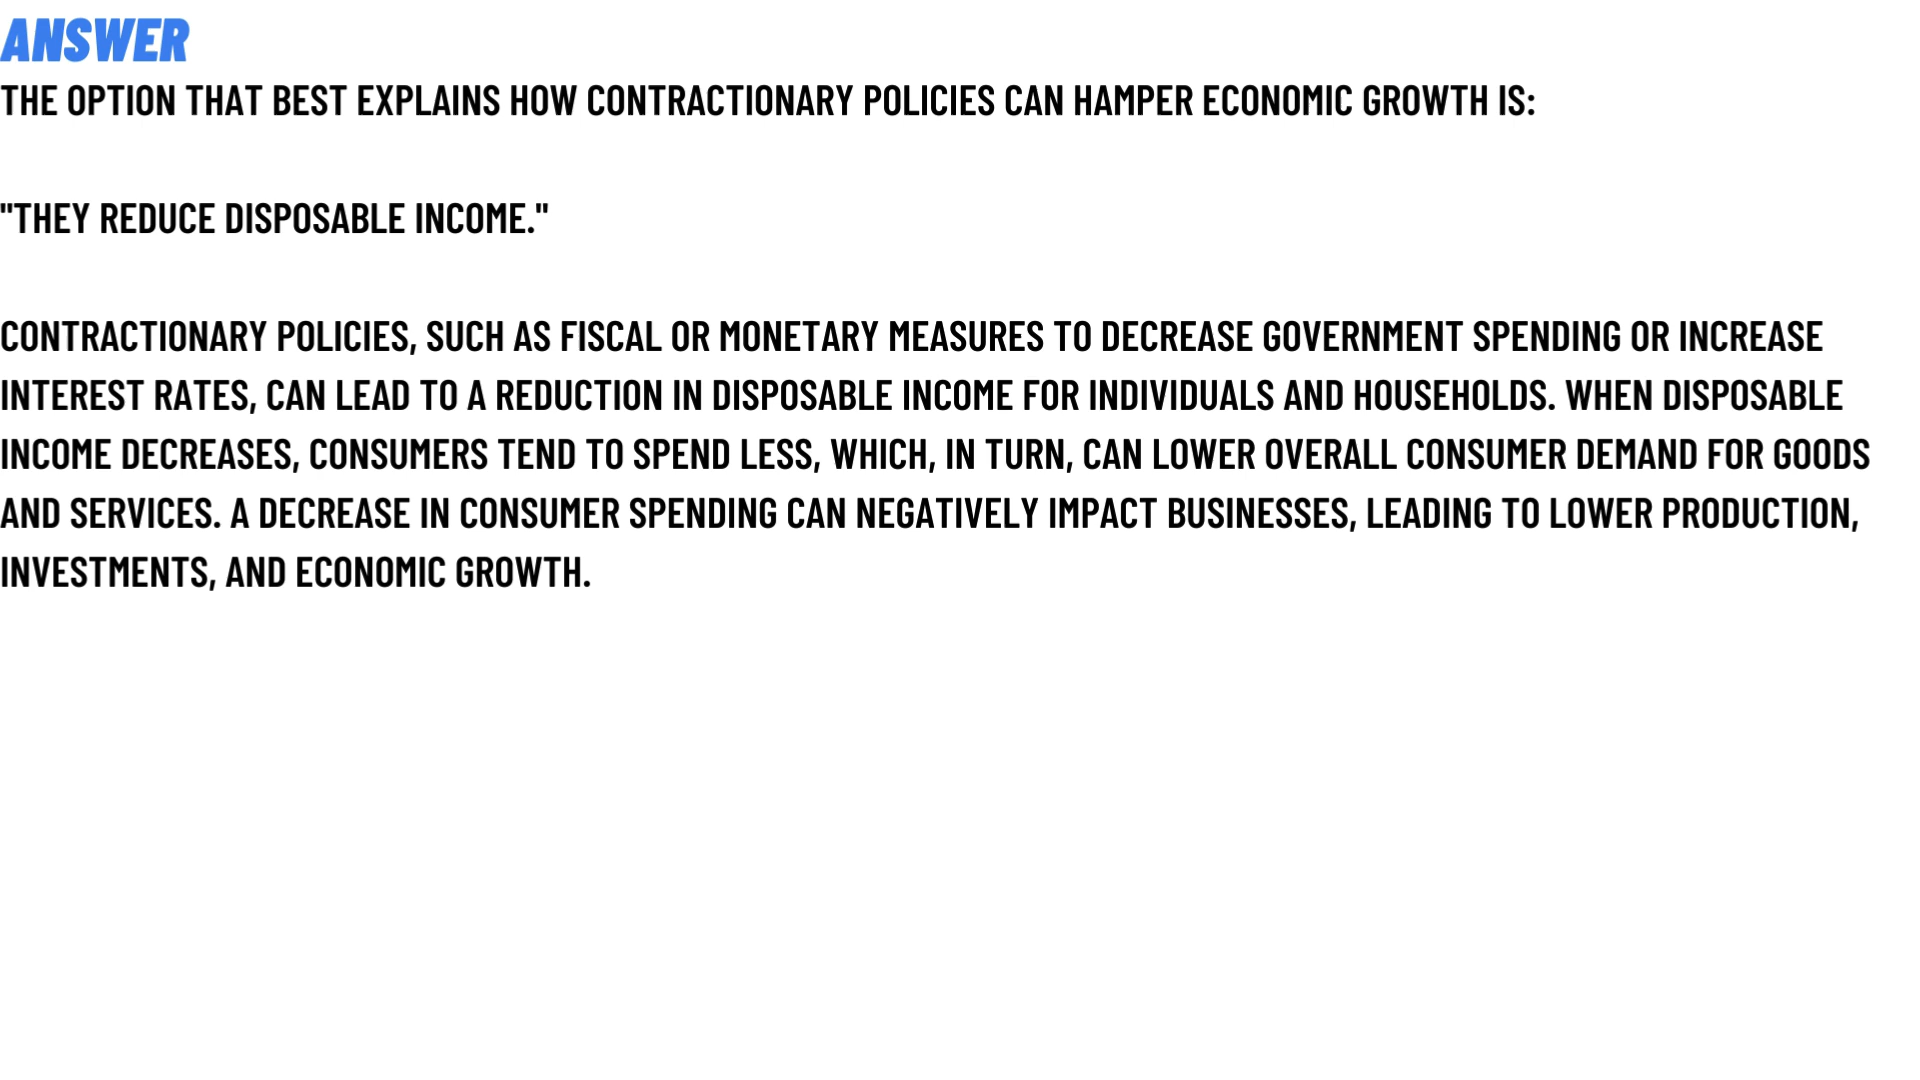 ANSWER
THE OPTION THAT BEST EXPLAINS HOW CONTRACTIONARY POLICIES CAN HAMPER ECONOMIC GROWTH IS:
"THEY REDUCE DISPOSABLE INCOME."
CONTRACTIONARY POLICIES, SUCH AS FISCAL OR MONETARY MEASURES TO DECREASE GOVERNMENT SPENDING OR INCREASE
INTEREST RATES, CAN LEAD TO A REDUCTION IN DISPOSABLE INCOME FOR INDIVIDUALS AND HOUSEHOLDS. WHEN DISPOSABLE
INCOME DECREASES, CONSUMERS TEND TO SPEND LESS, WHICH, IN TURN, CAN LOWER OVERALL CONSUMER DEMAND FOR GOODS
AND SERVICES. A DECREASE IN CONSUMER SPENDING CAN NEGATIVELY IMPACT BUSINESSES, LEADING TO LOWER PRODUCTION,
INVESTMENTS, AND ECONOMIC GROWTH.